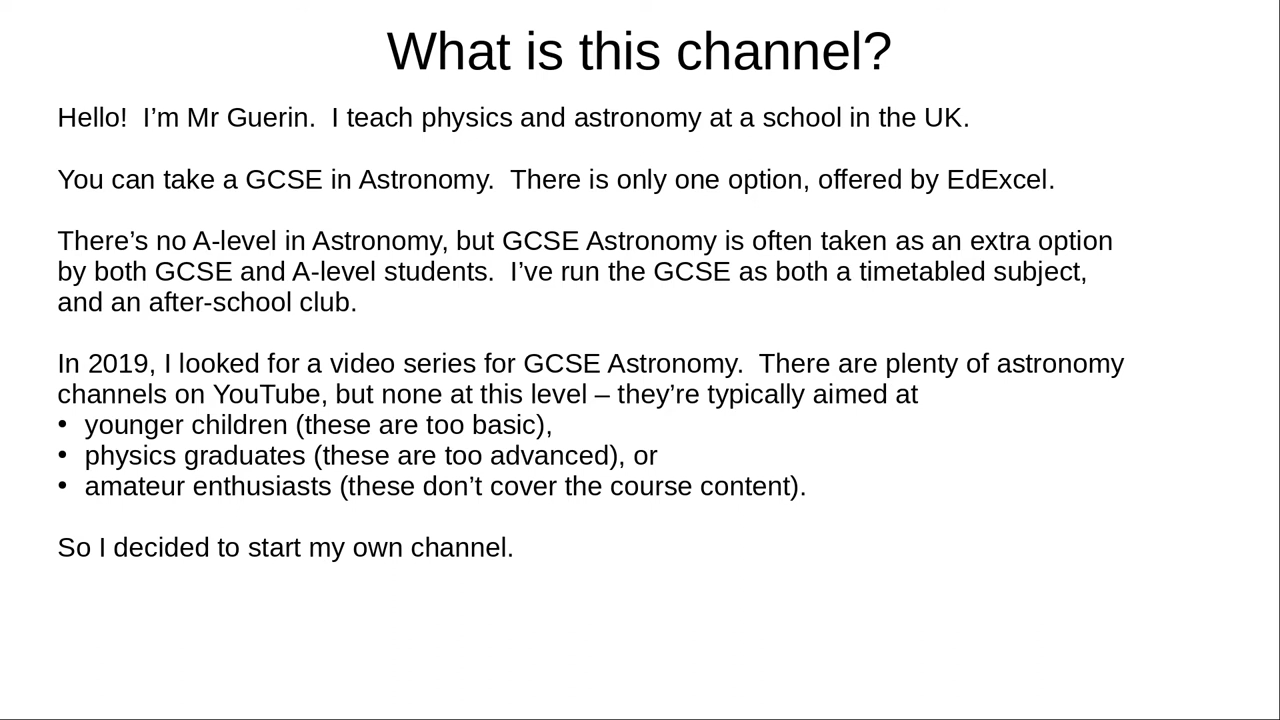 What is this channel?
Hello!  I’m Mr Guerin.  I teach physics and astronomy at a school in the UK.
You can take a GCSE in Astronomy.  There is only one option, offered by EdExcel.
There’s no A-level in Astronomy, but GCSE Astronomy is often taken as an extra option
by both GCSE and A-level students.  I’ve run the GCSE as both a timetabled subject,
and an after-school club.
In 2019, I looked for a video series for GCSE Astronomy.  There are plenty of astronomy
channels on YouTube, but none at this level – they’re typically aimed at
• younger children (these are too basic),
• physics graduates (these are too advanced), or
• amateur enthusiasts (these don’t cover the course content).
So I decided to start my own channel.